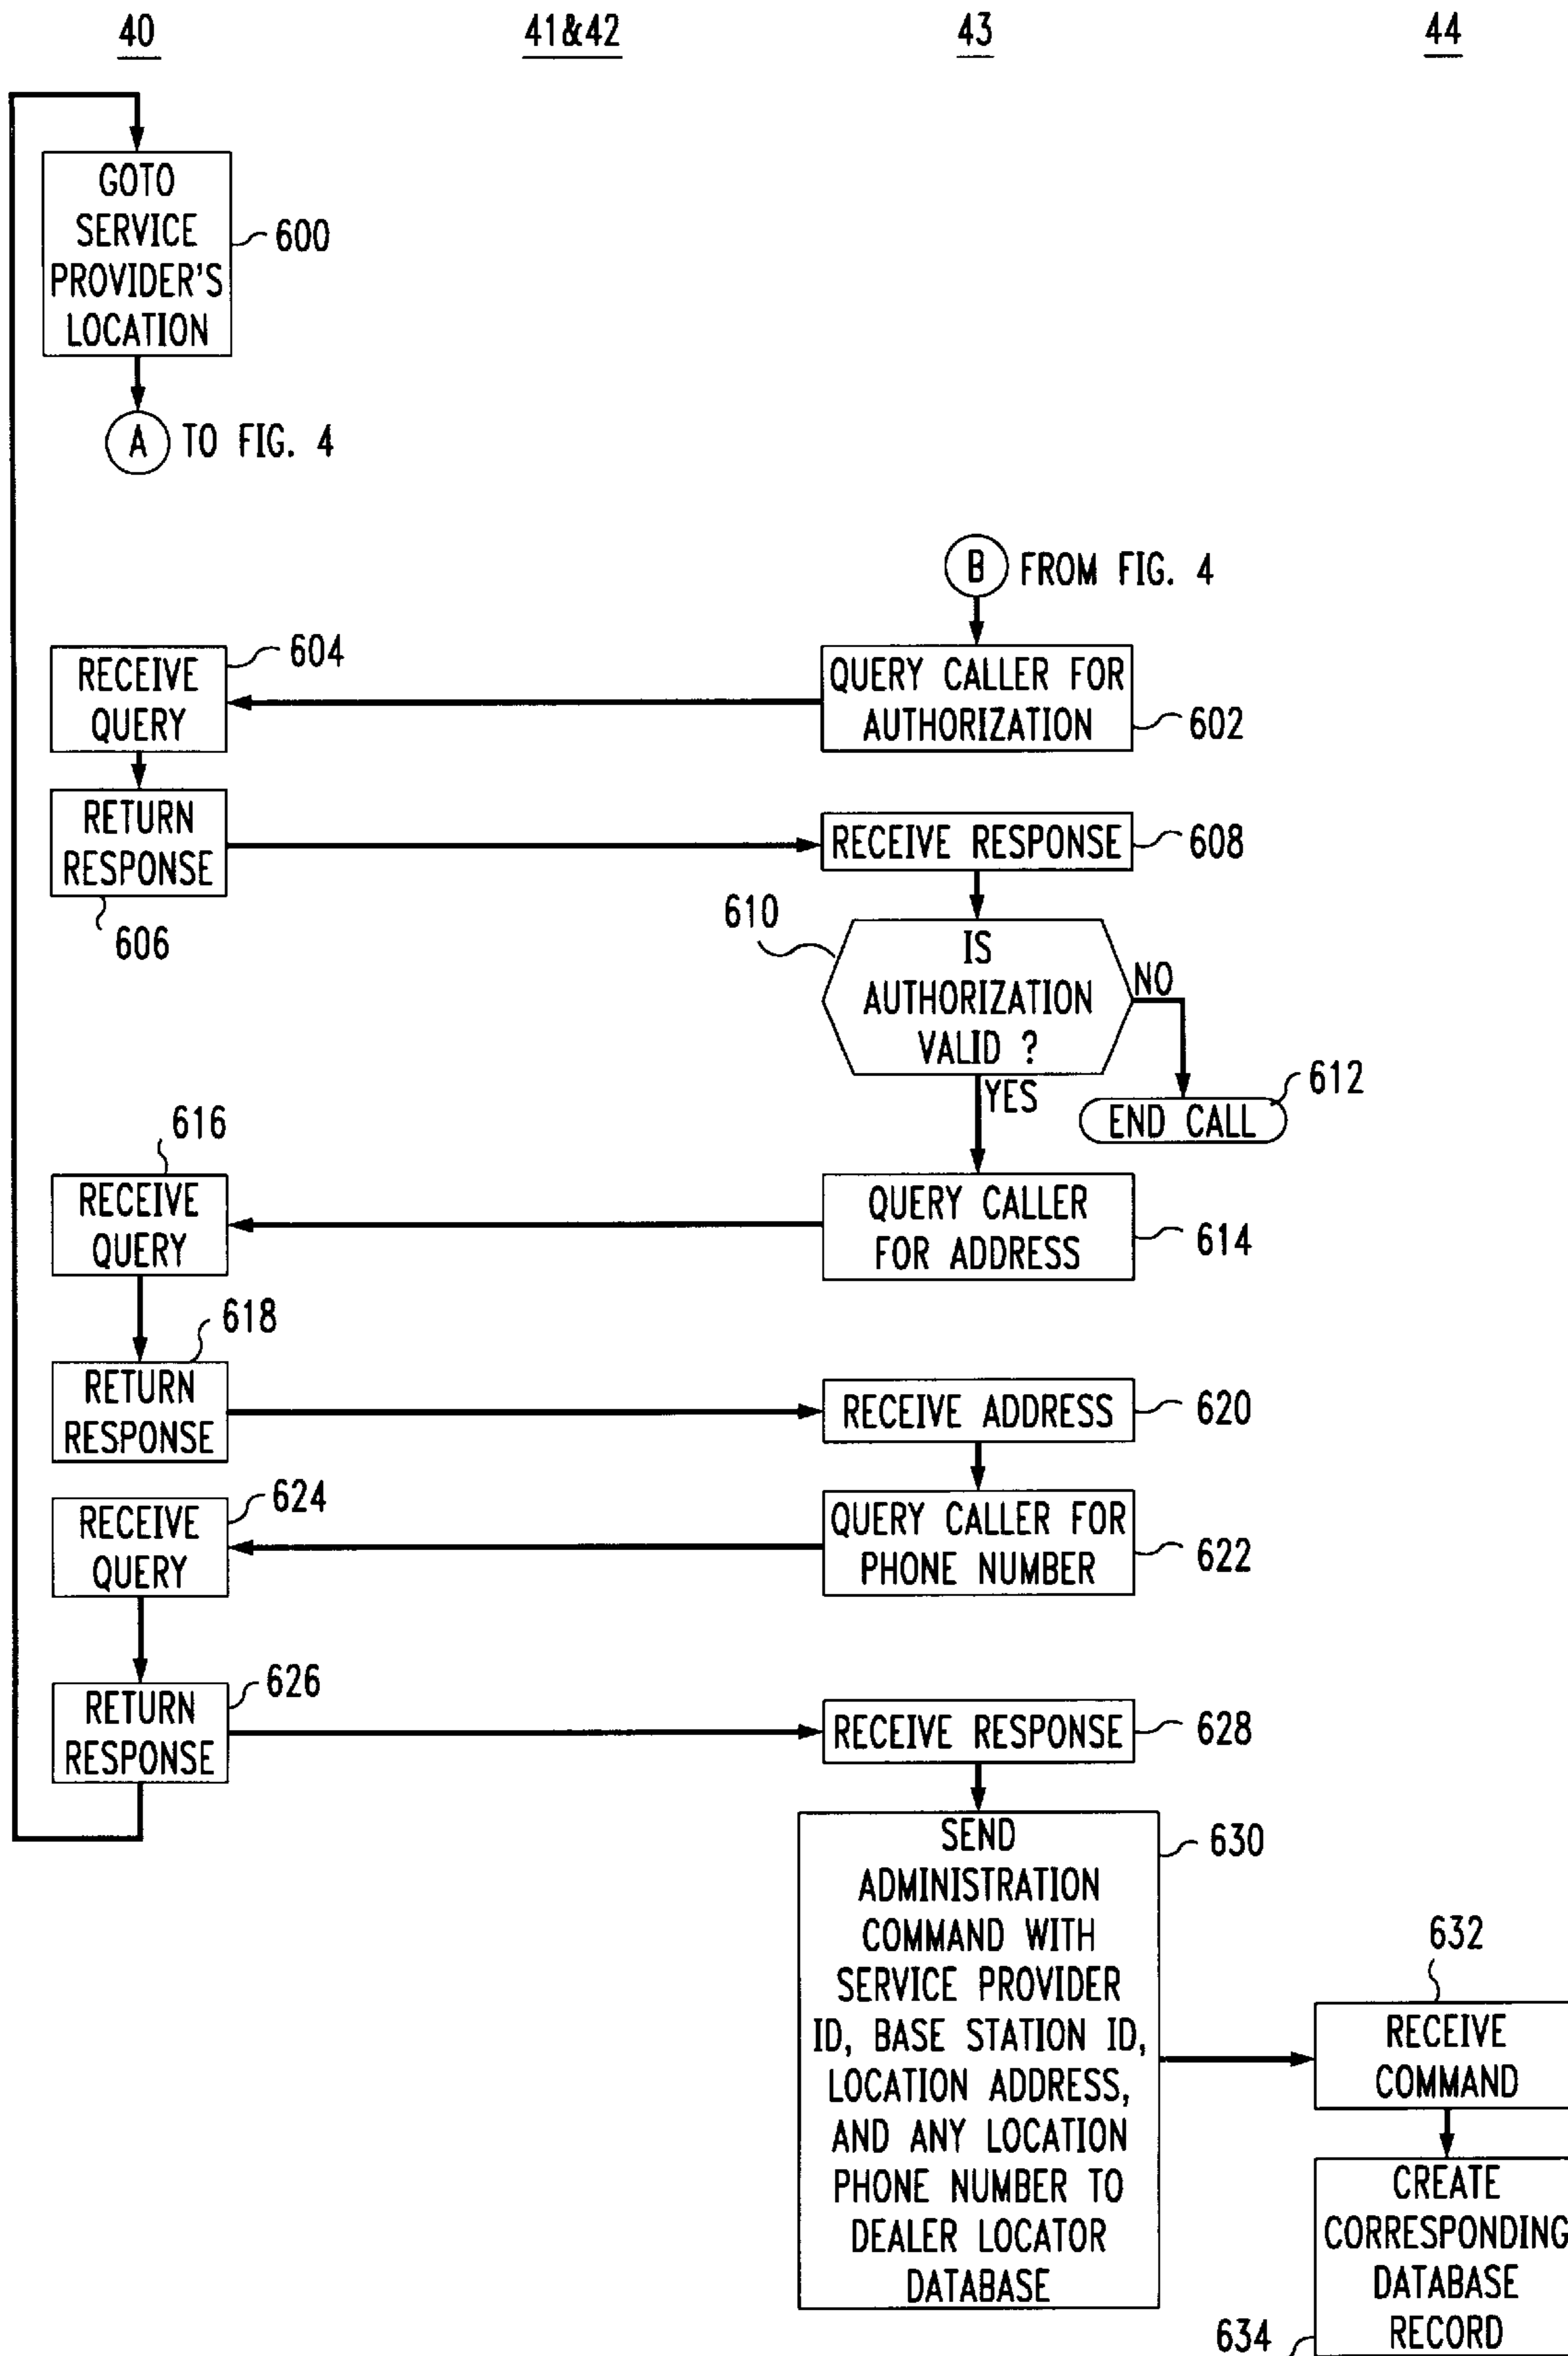 40
41&42
43
44
GOTO
SERVICE
PROVIDER'S
LOCATION
600
A
TO FIG. 4
B
FROM FIG. 4
604
RECEIVE
QUERY
QUERY CALLER FOR
AUTHORIZATION
602
RETURN
RESPONSE
606
RECEIVE RESPONSE
608
610
IS
AUTHORIZATION
VALID ?
NO
YES
612
END CALL
616
RECEIVE
QUERY
QUERY CALLER
FOR ADDRESS
614
618
RETURN
RESPONSE
RECEIVE ADDRESS
620
624
RECEIVE
QUERY
QUERY CALLER FOR
PHONE NUMBER
622
626
RETURN
RESPONSE
RECEIVE RESPONSE
628
SEND
ADMINISTRATION
COMMAND WITH
SERVICE PROVIDER
ID, BASE STATION ID,
LOCATION ADDRESS,
AND ANY LOCATION
PHONE NUMBER TO
DEALER LOCATOR
DATABASE
630
632
RECEIVE
COMMAND
CREATE
CORRESPONDING
DATABASE
RECORD
634